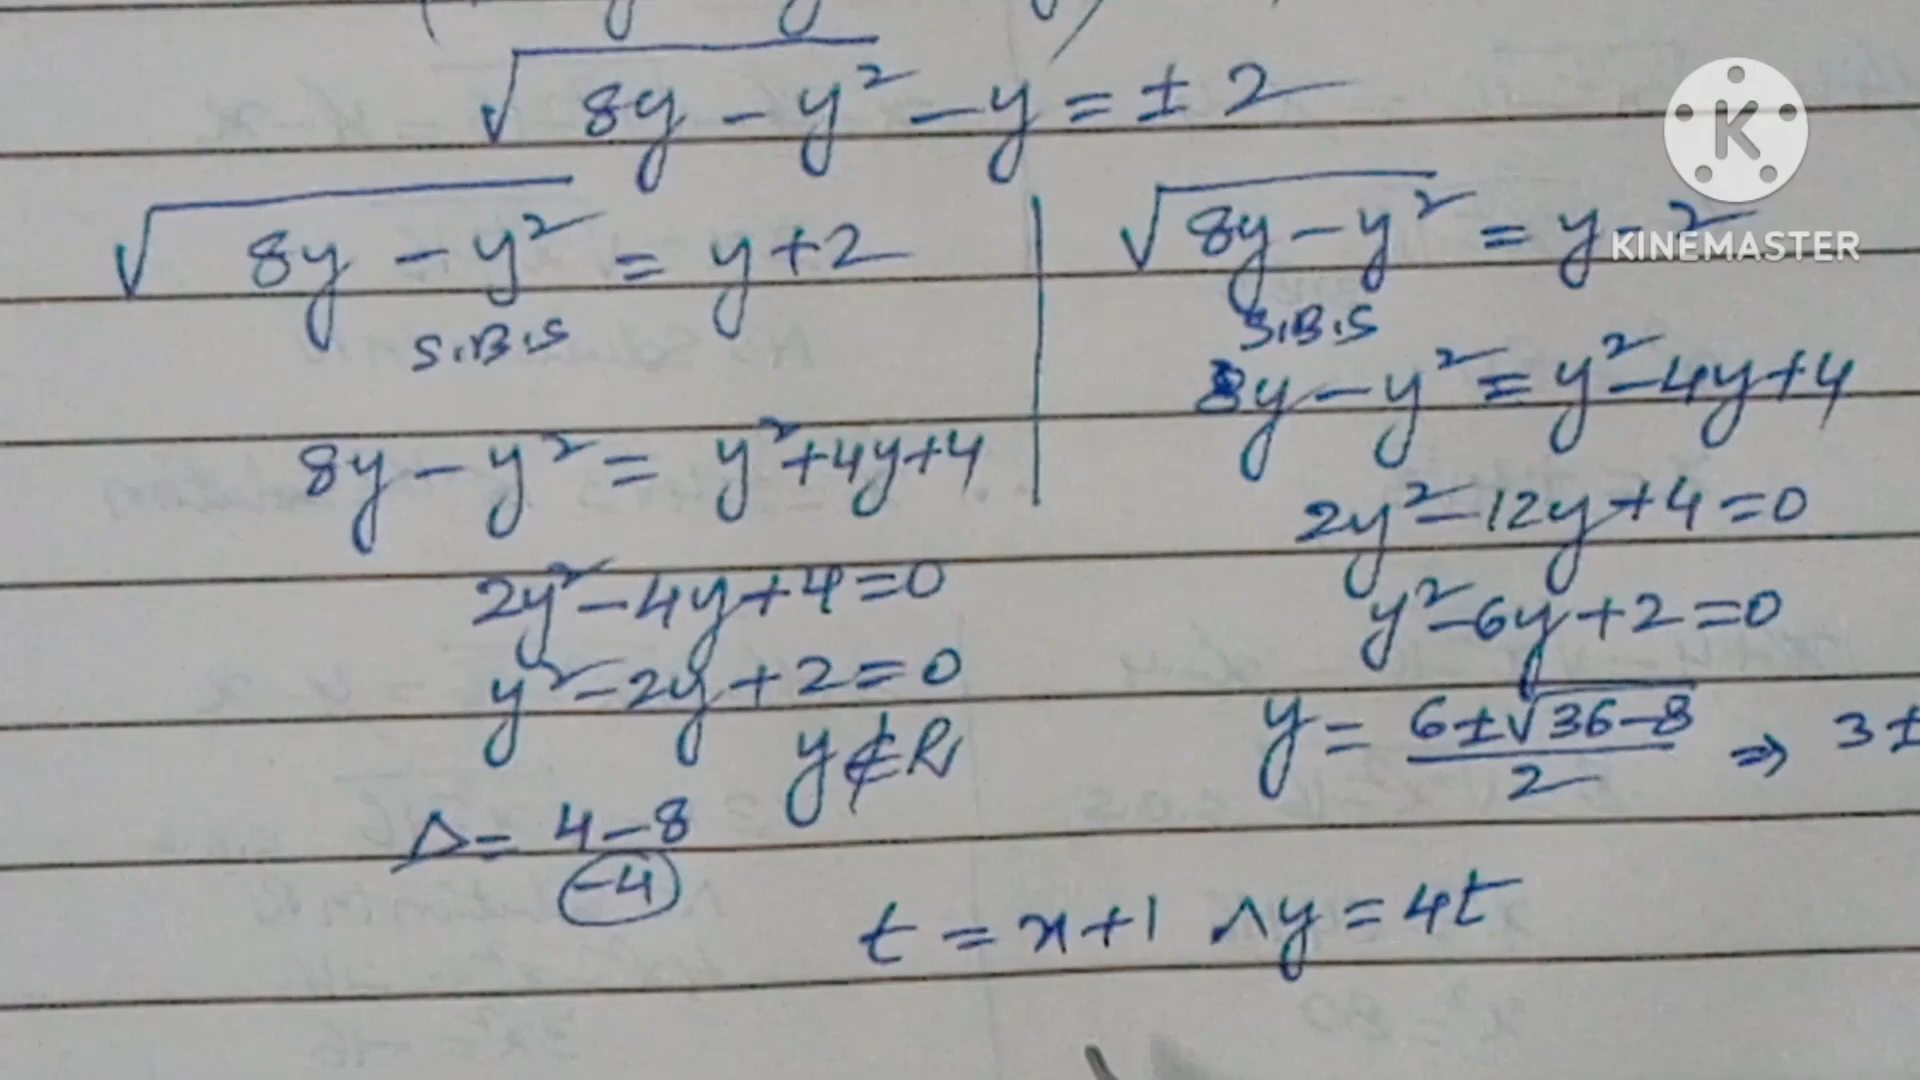 √(8y − y²) − y = ± 2
√(8y − y²) = y + 2
S.B.S
8y − y² = y² + 4y + 4
2y² − 4y + 4 = 0
y² − 2y + 2 = 0
y ∉ R
Δ = 4 − 8
−4
√(8y − y²) = y − 2
S.B.S
8y − y² = y² − 4y + 4
2y² − 12y + 4 = 0
y² − 6y + 2 = 0
y = (6 ± √(36 − 8))/2 ⇒ 3 ±
t = x + 1 ∧ y = 4t
K
KINEMASTER